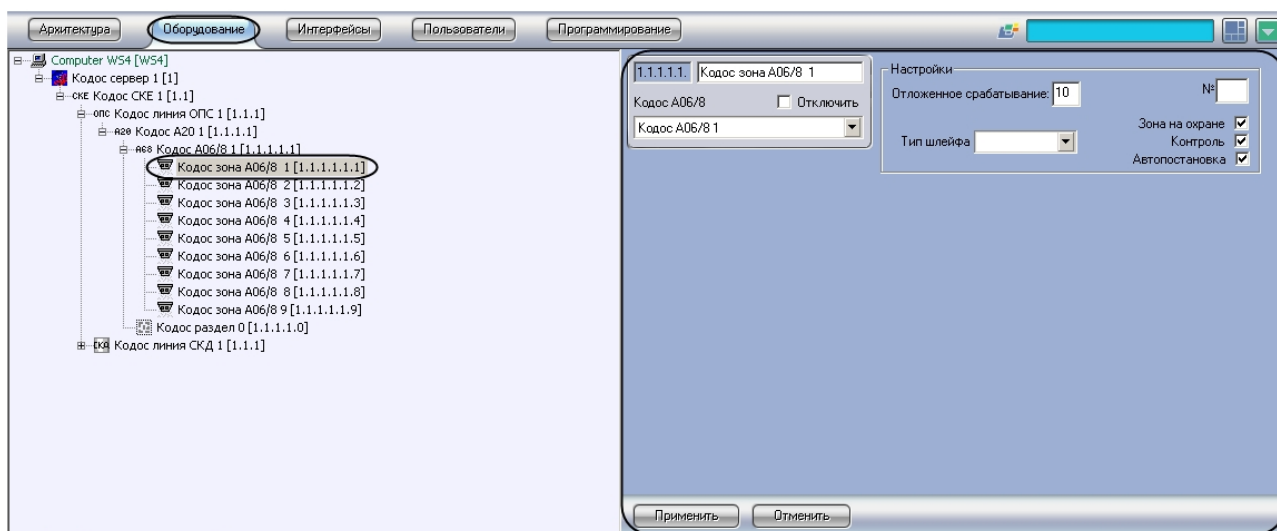 Архитектура Оборудование Интерфейсы Пользователи Программирование
Computer WS4 [WS4]
Кодос сервер 1 [1]
СКЕ Кодос СКЕ 1 [1.1]
ОПС Кодос линия ОПС 1 [1.1.1]
A20 Кодос А20 1 [1.1.1.1]
Кодос А06/8 1 [1.1.1.1.1]
Кодос зона А06/8 1 [1.1.1.1.1.1]
Кодос зона А06/8 2 [1.1.1.1.1.2]
Кодос зона А06/8 3 [1.1.1.1.1.3]
Кодос зона А06/8 4 [1.1.1.1.1.4]
Кодос зона А06/8 5 [1.1.1.1.1.5]
Кодос зона А06/8 6 [1.1.1.1.1.6]
Кодос зона А06/8 7 [1.1.1.1.1.7]
Кодос зона А06/8 8 [1.1.1.1.1.8]
Кодос зона А06/8 9 [1.1.1.1.1.9]
Кодос раздел 0 [1.1.1.1.0]
СКД Кодос линия СКД 1 [1.1.1]
1.1.1.1.1. Кодос зона А06/8 1
Кодос А06/8 Отключить
Кодос А06/8 1
Настройки
Отложенное срабатывание: 10 №
Зона на охране
Тип шлейфа Контроль
Автопостановка
Применить Отменить